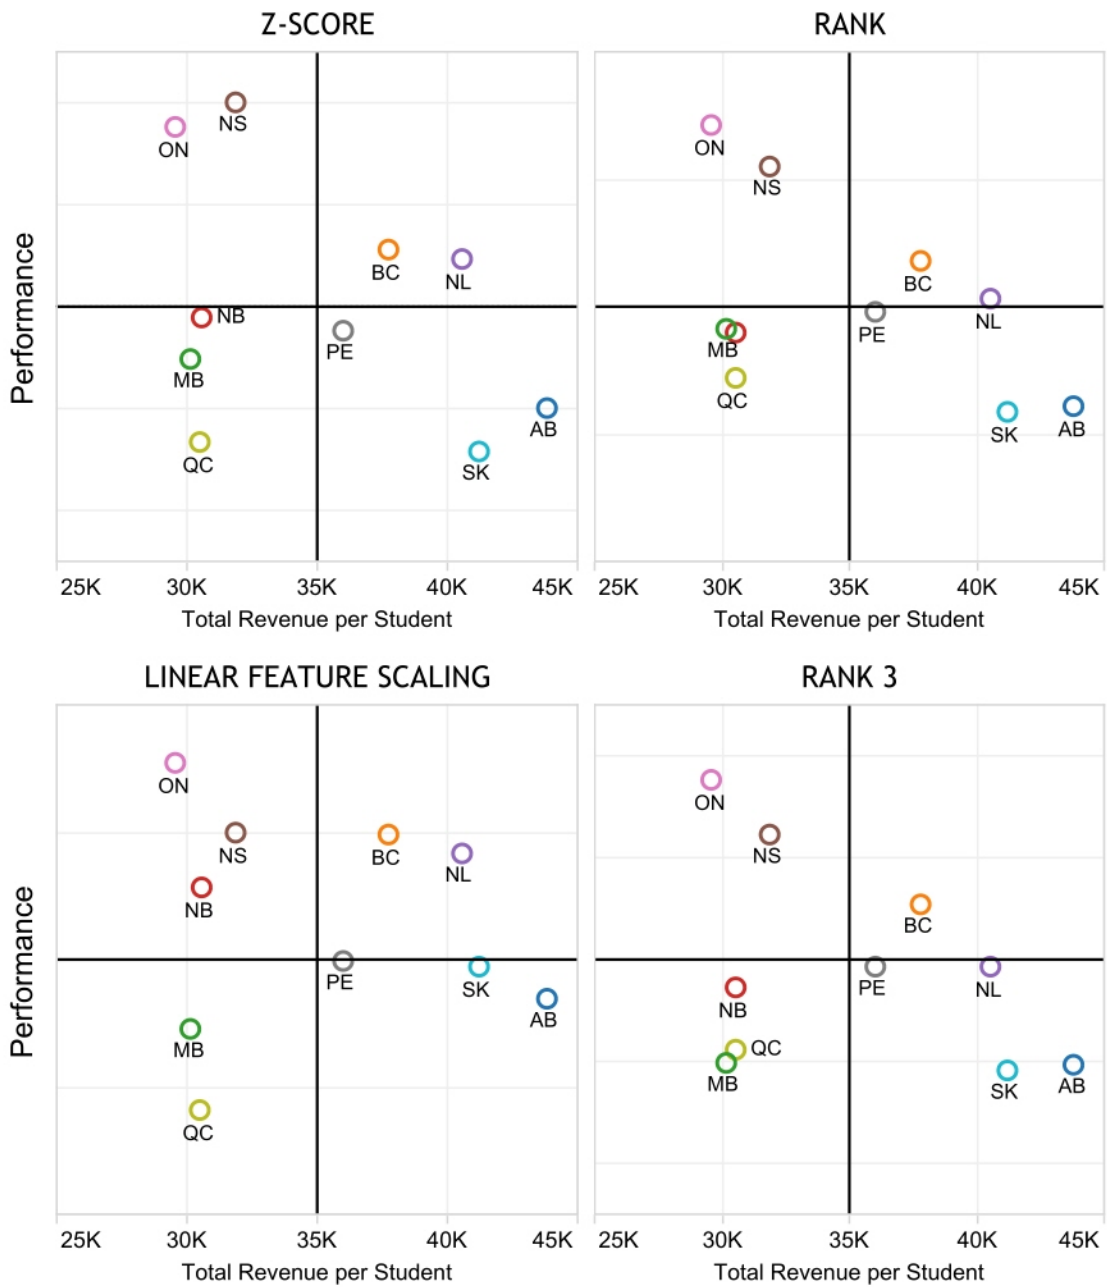 Z-SCORE
RANK
NS
ON
ON
NS
BC
NL
BC
NL
NB
PE
PE
MB
MB
QC
QC
AB
SK
SK
AB
Performance
25K 30K 35K 40K 45K
Total Revenue per Student
25K 30K 35K 40K 45K
Total Revenue per Student
LINEAR FEATURE SCALING
RANK 3
ON
NS
BC
NL
NB
PE
SK
AB
MB
QC
Performance
25K 30K 35K 40K 45K
Total Revenue per Student
ON
NS
BC
PE
NL
NB
QC
MB
SK
AB
25K 30K 35K 40K 45K
Total Revenue per Student